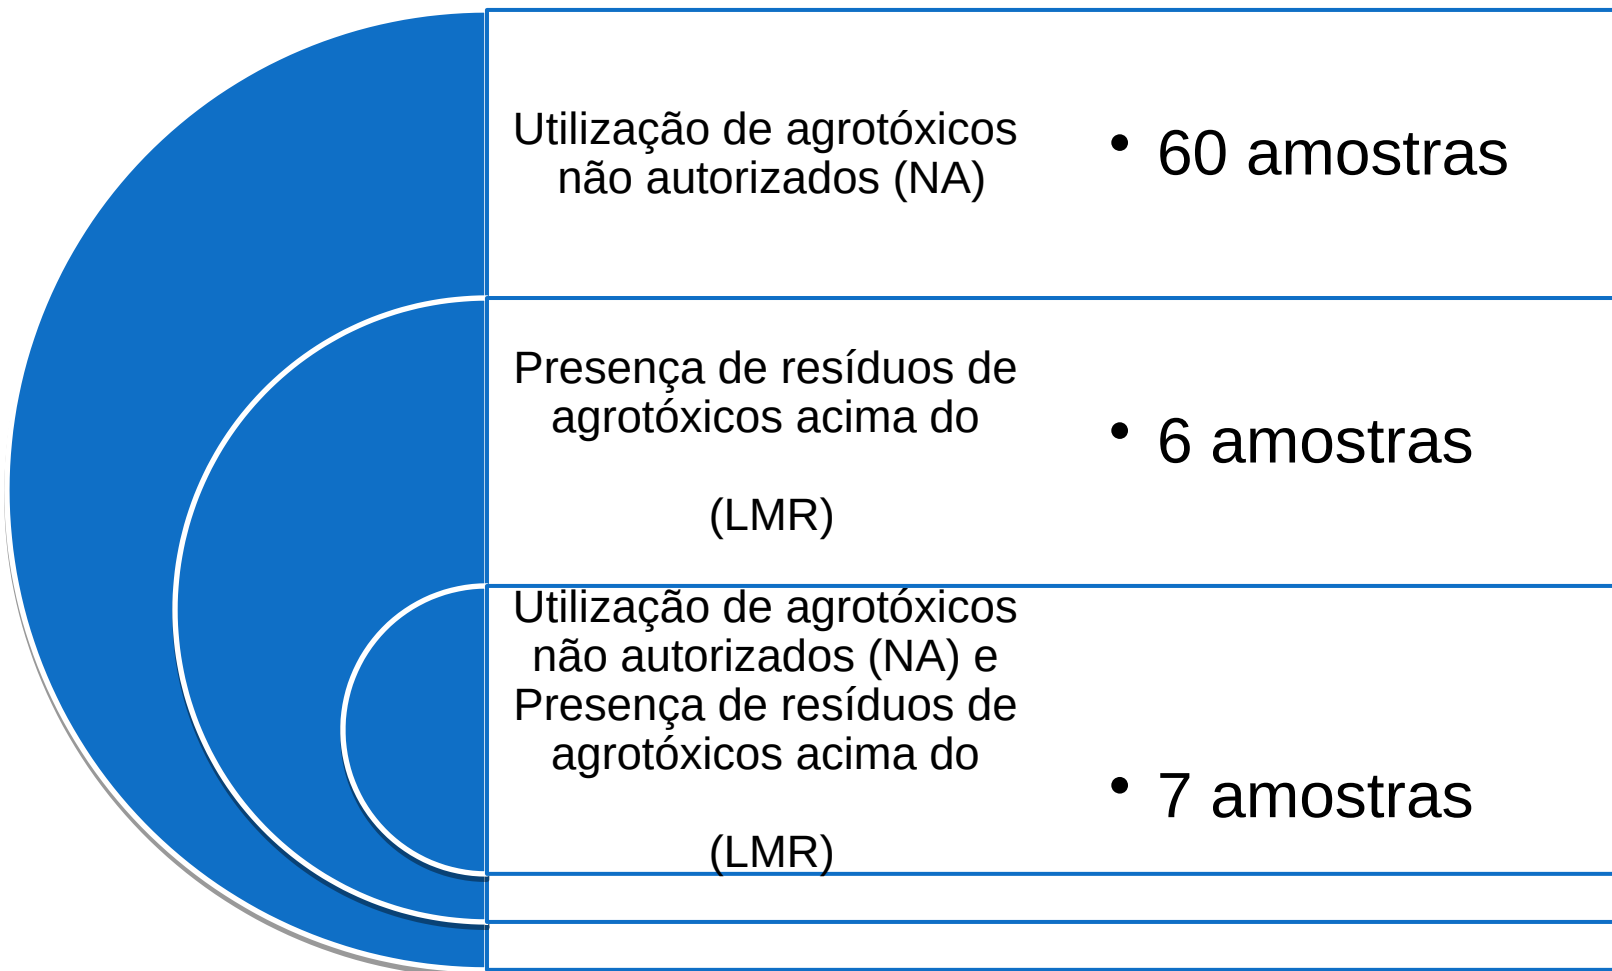 Utilização de agrotóxicos
não autorizados (NA)
• 60 amostras
Presença de resíduos de
agrotóxicos acima do
(LMR)
• 6 amostras
Utilização de agrotóxicos
não autorizados (NA) e
Presença de resíduos de
agrotóxicos acima do
(LMR)
• 7 amostras